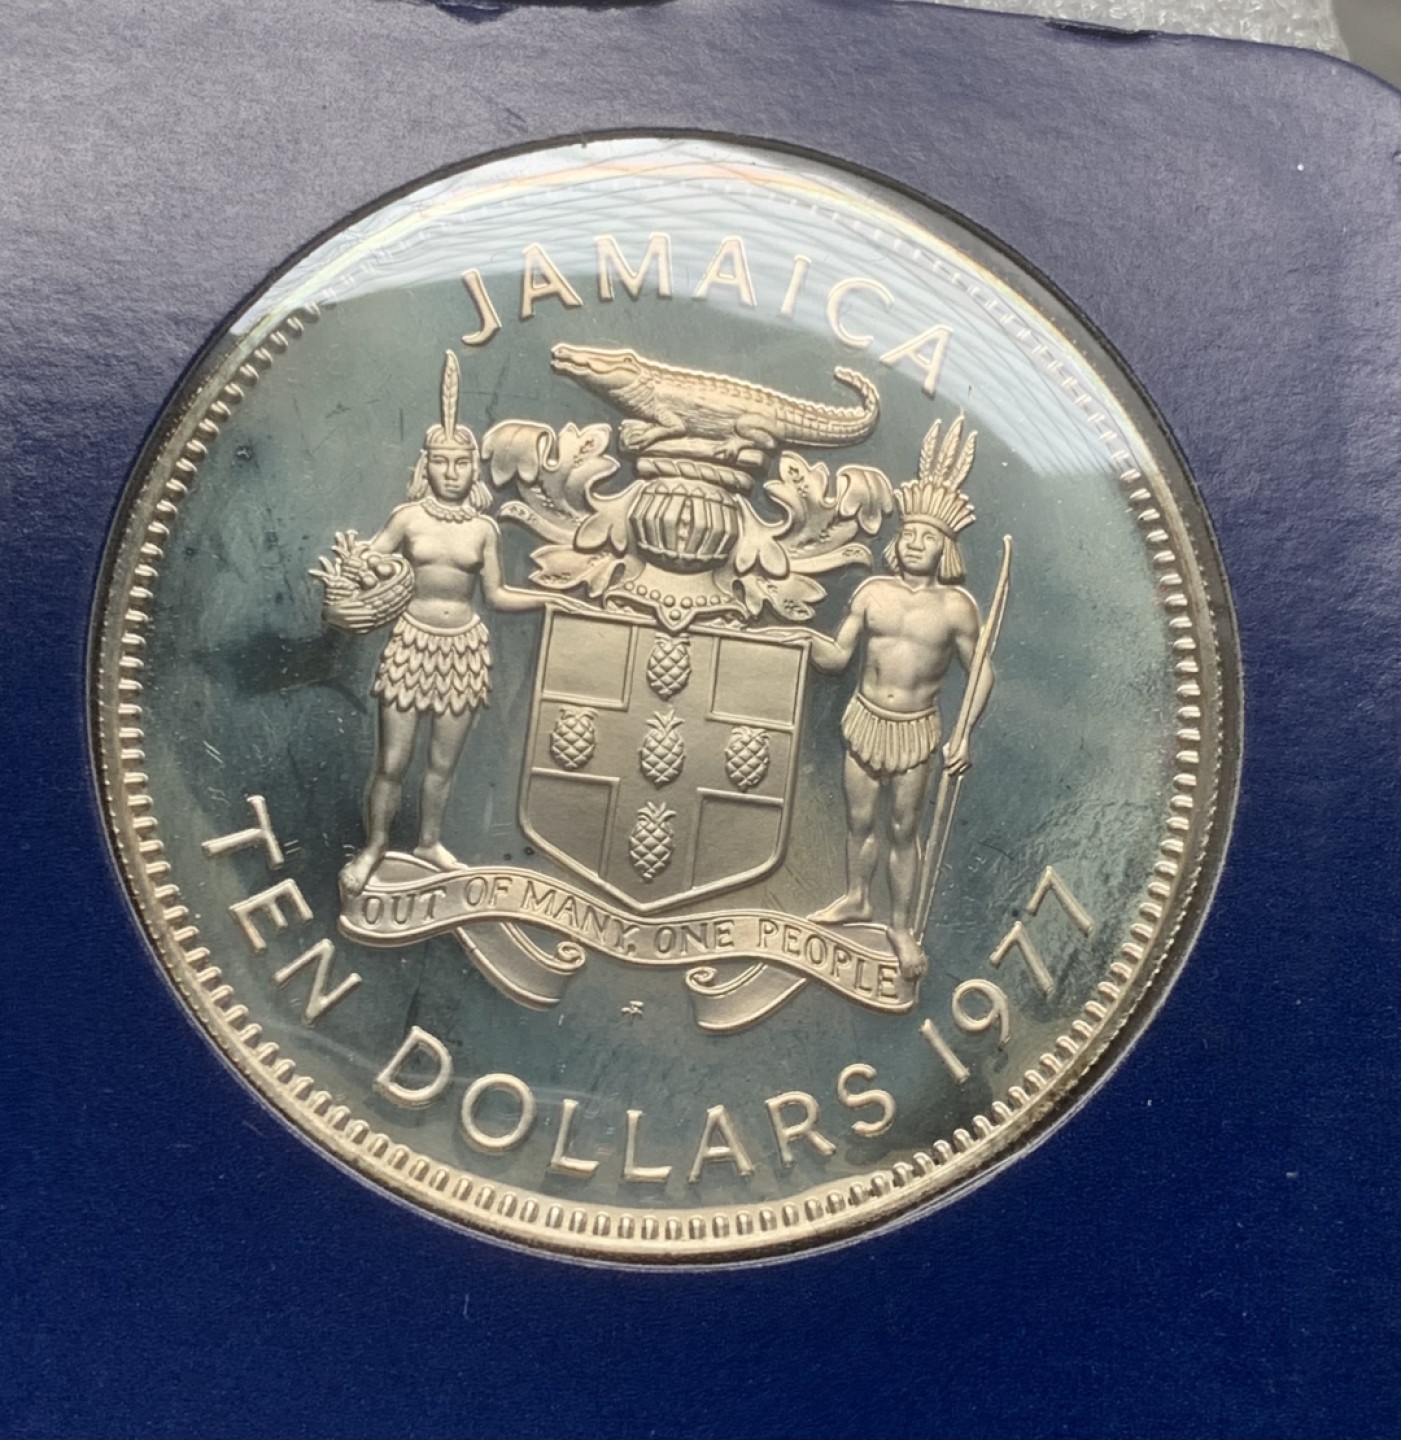 JAMAICA
OUT OF MANY, ONE PEOPLE
TEN DOLLARS 1977